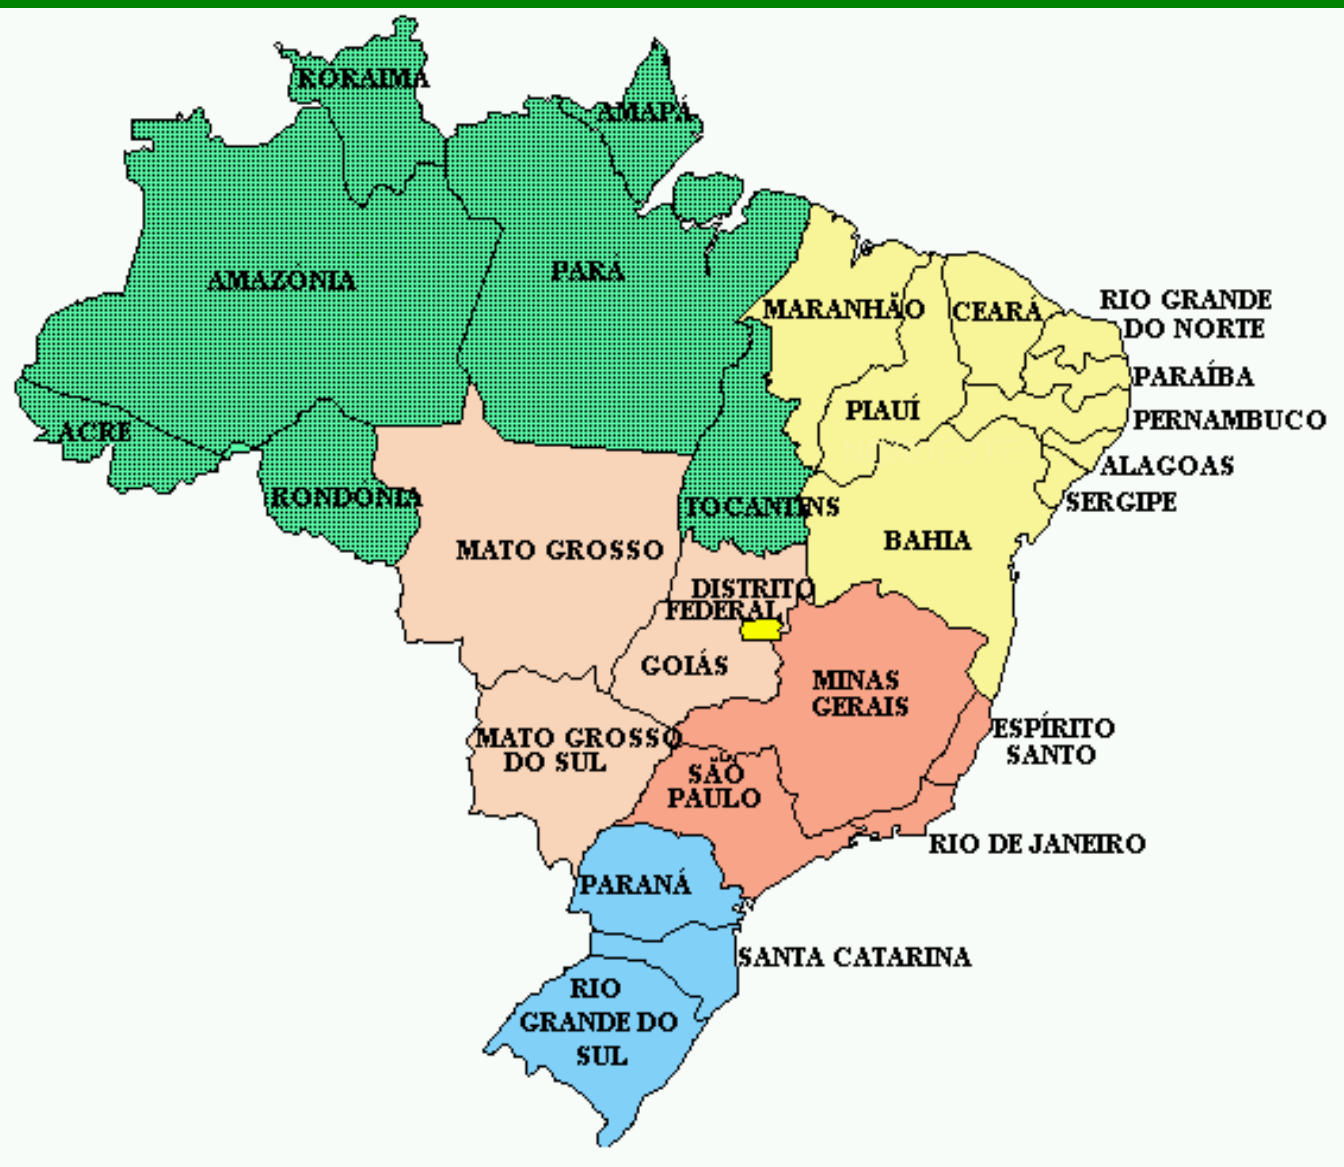 RORAIMA
AMAPÁ
AMAZÓNIA
PARÁ
MARANHÃO
CEARÁ
RIO GRANDE
DO NORTE
PARAÍBA
PIAUÍ
PERNAMBUCO
ACRE
ALAGOAS
RONDÓNIA
TOCANTINS
SERGIPE
BAHIA
MATO GROSSO
DISTRITO
FEDERAL
GOIÁS
MINAS
GERAIS
ESPÍRITO
SANTO
MATO GROSSO
DO SUL
SÃO
PAULO
RIO DE JANEIRO
PARANÁ
SANTA CATARINA
RIO
GRANDE DO
SUL